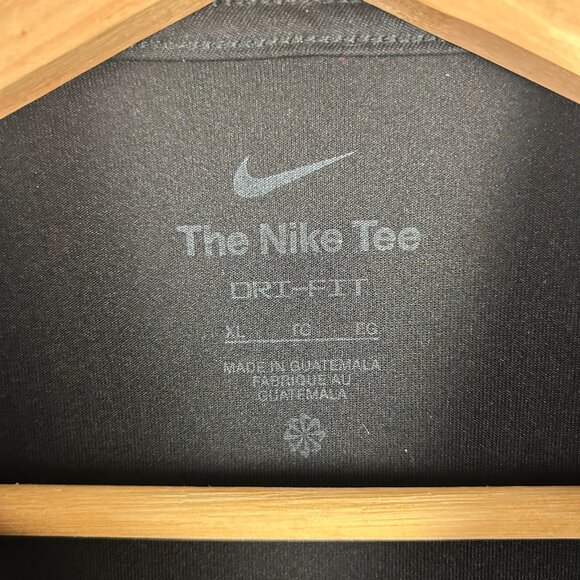 The Nike Tee
DRI-FIT
XL TG EG
MADE IN GUATEMALA
FABRIQUE AU
GUATEMALA